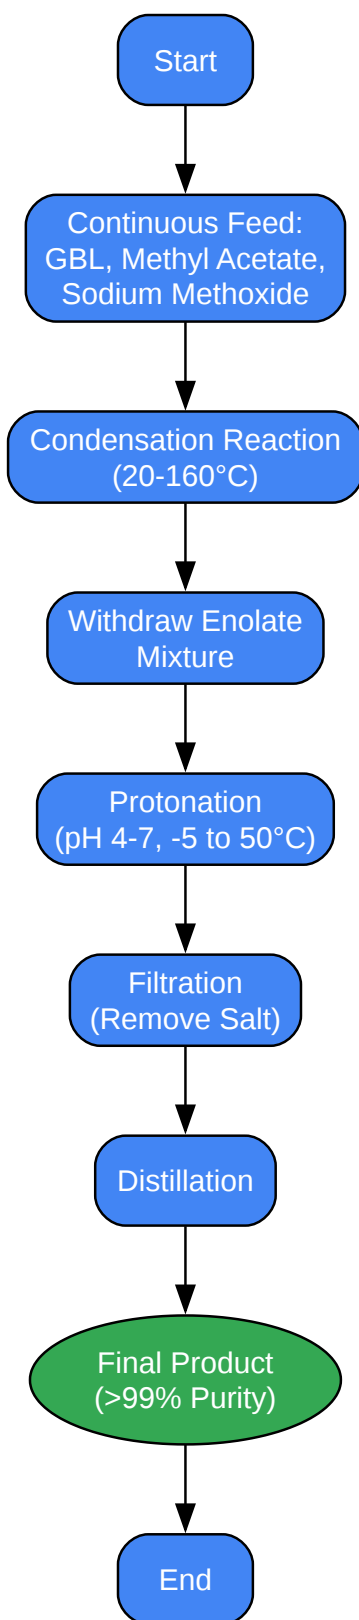 Start
Continuous Feed:
GBL, Methyl Acetate,
Sodium Methoxide
Condensation Reaction
(20-160°C)
Withdraw Enolate
Mixture
Protonation
(pH 4-7, -5 to 50°C)
Filtration
(Remove Salt)
Distillation
Final Product
(>99% Purity)
End